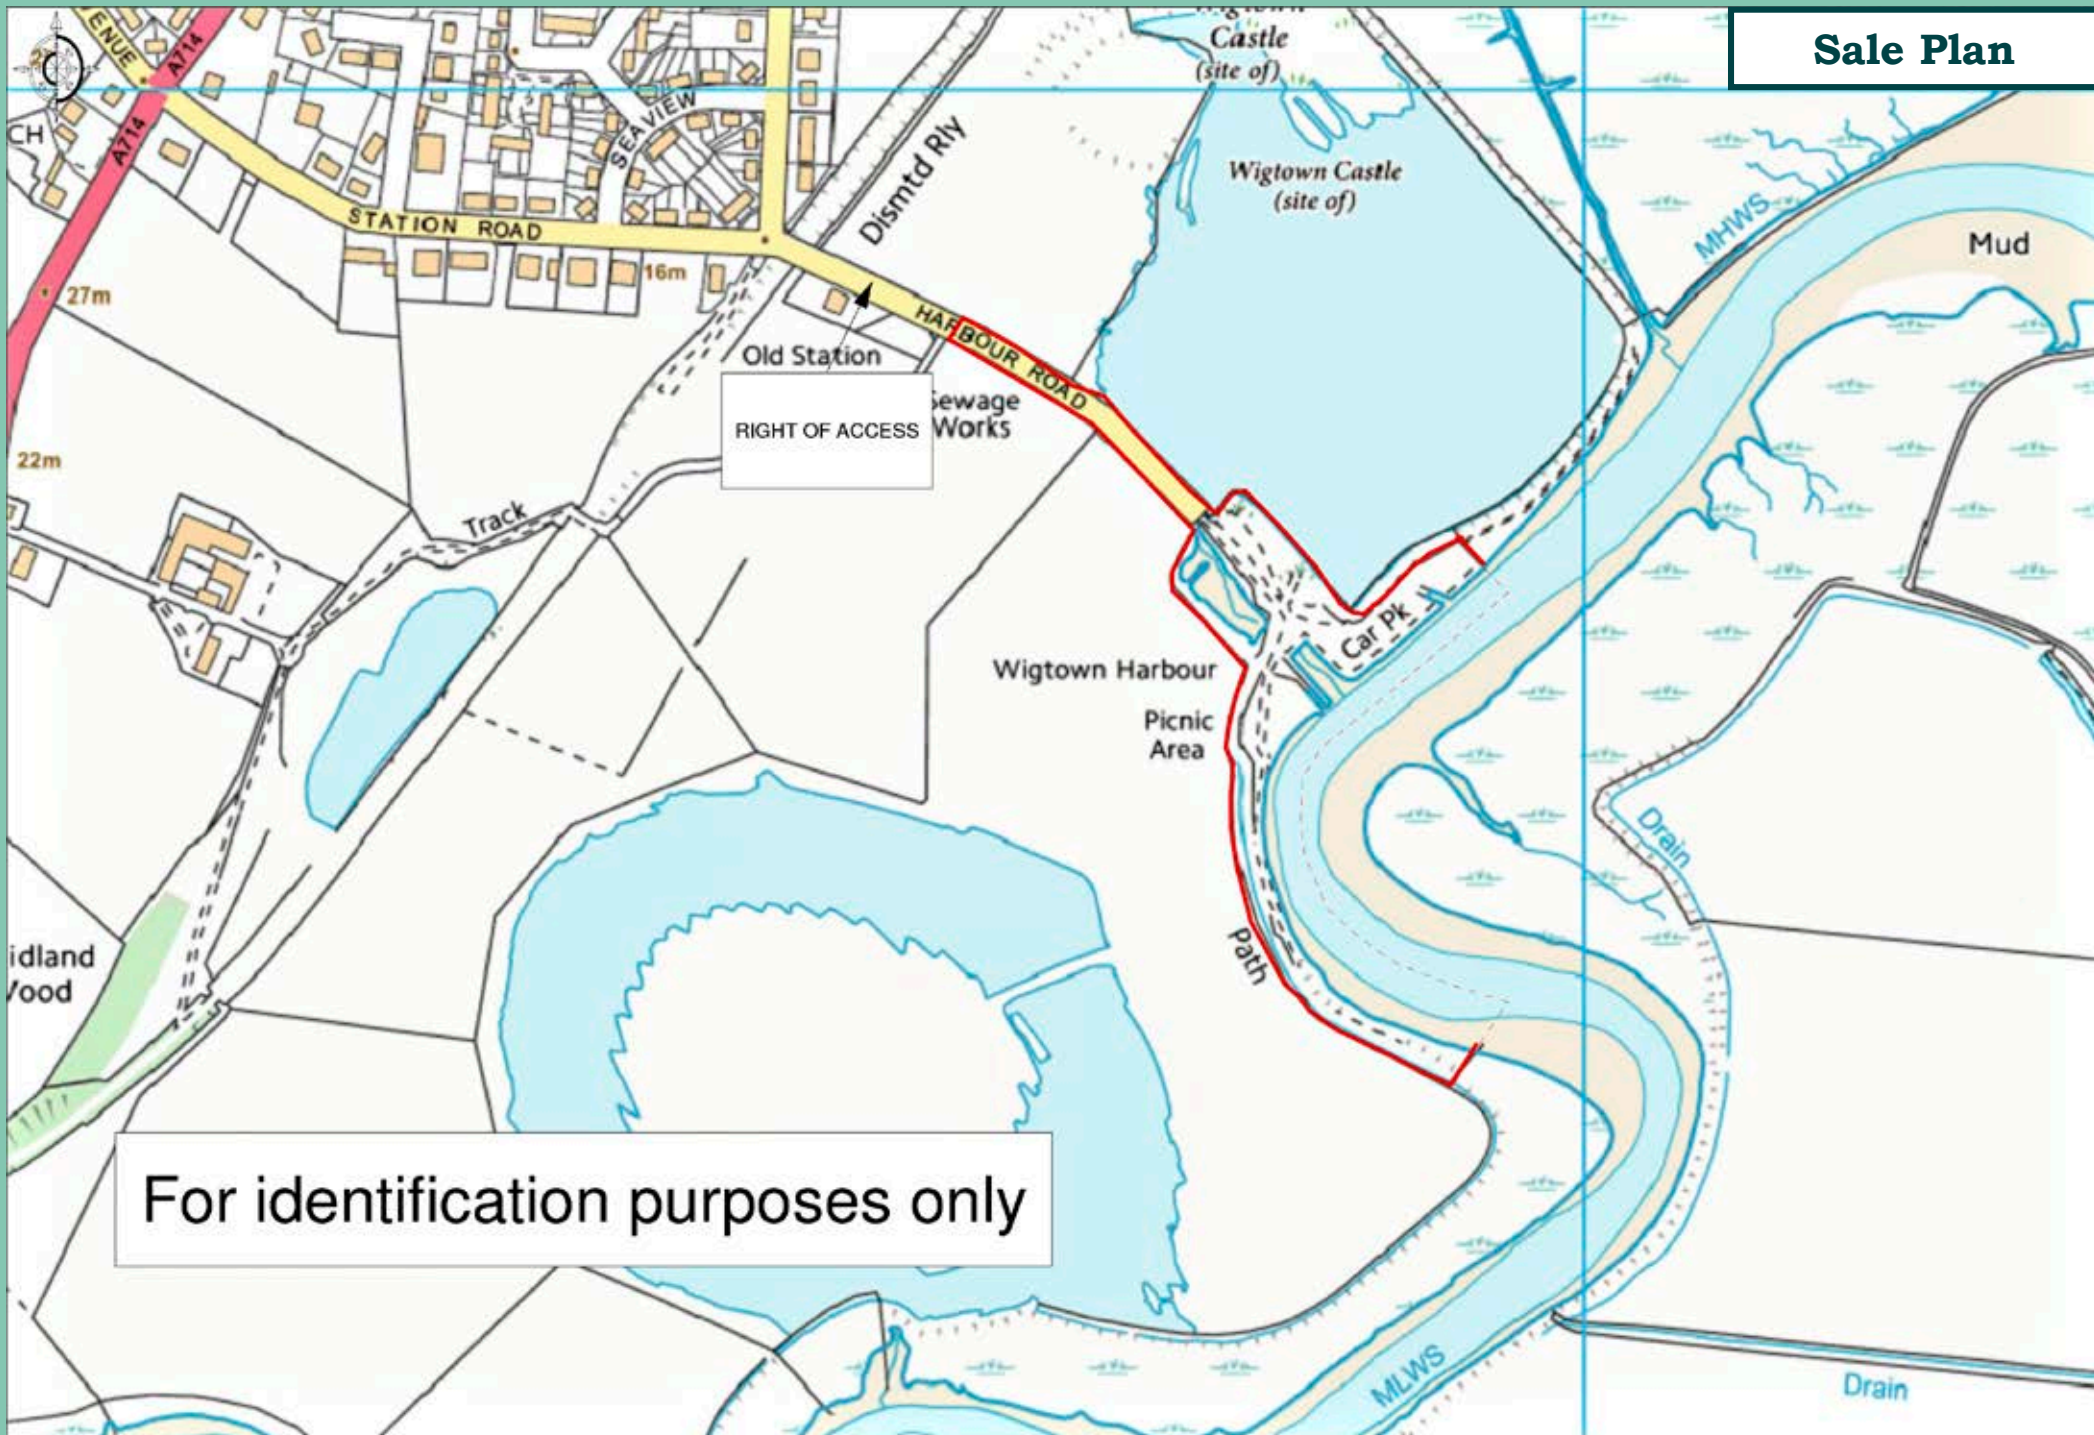 Sale Plan
Castle
(site of)
Wigtown Castle
(site of)
A714
A714
CH
SEAVIEW
STATION ROAD
Dismtd Rly
MHWS
Mud
27m
16m
HARBOUR ROAD
Old Station
RIGHT OF ACCESS
Sewage
Works
22m
Track
Car Pk
Wigtown Harbour
Picnic
Area
Drain
Path
For identification purposes only
MLWS
Drain